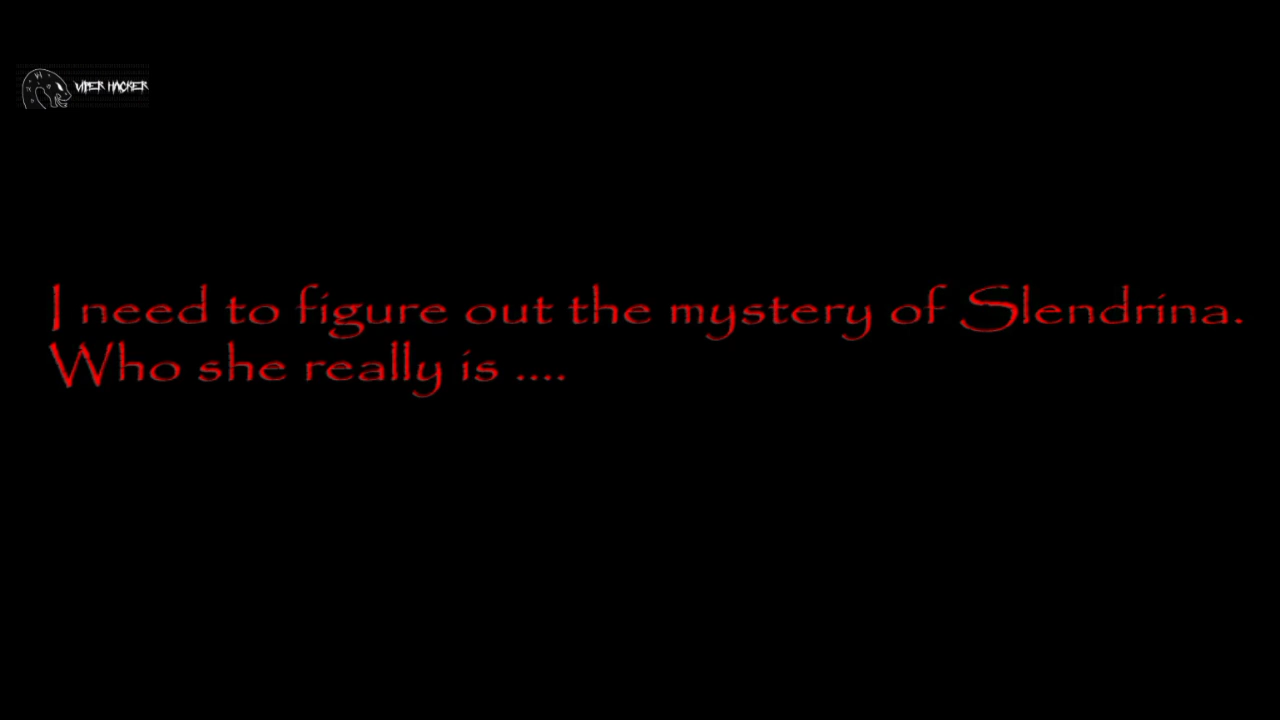 VIPER HACKER
I need to figure out the mystery of Slendrina.
Who she really is ....